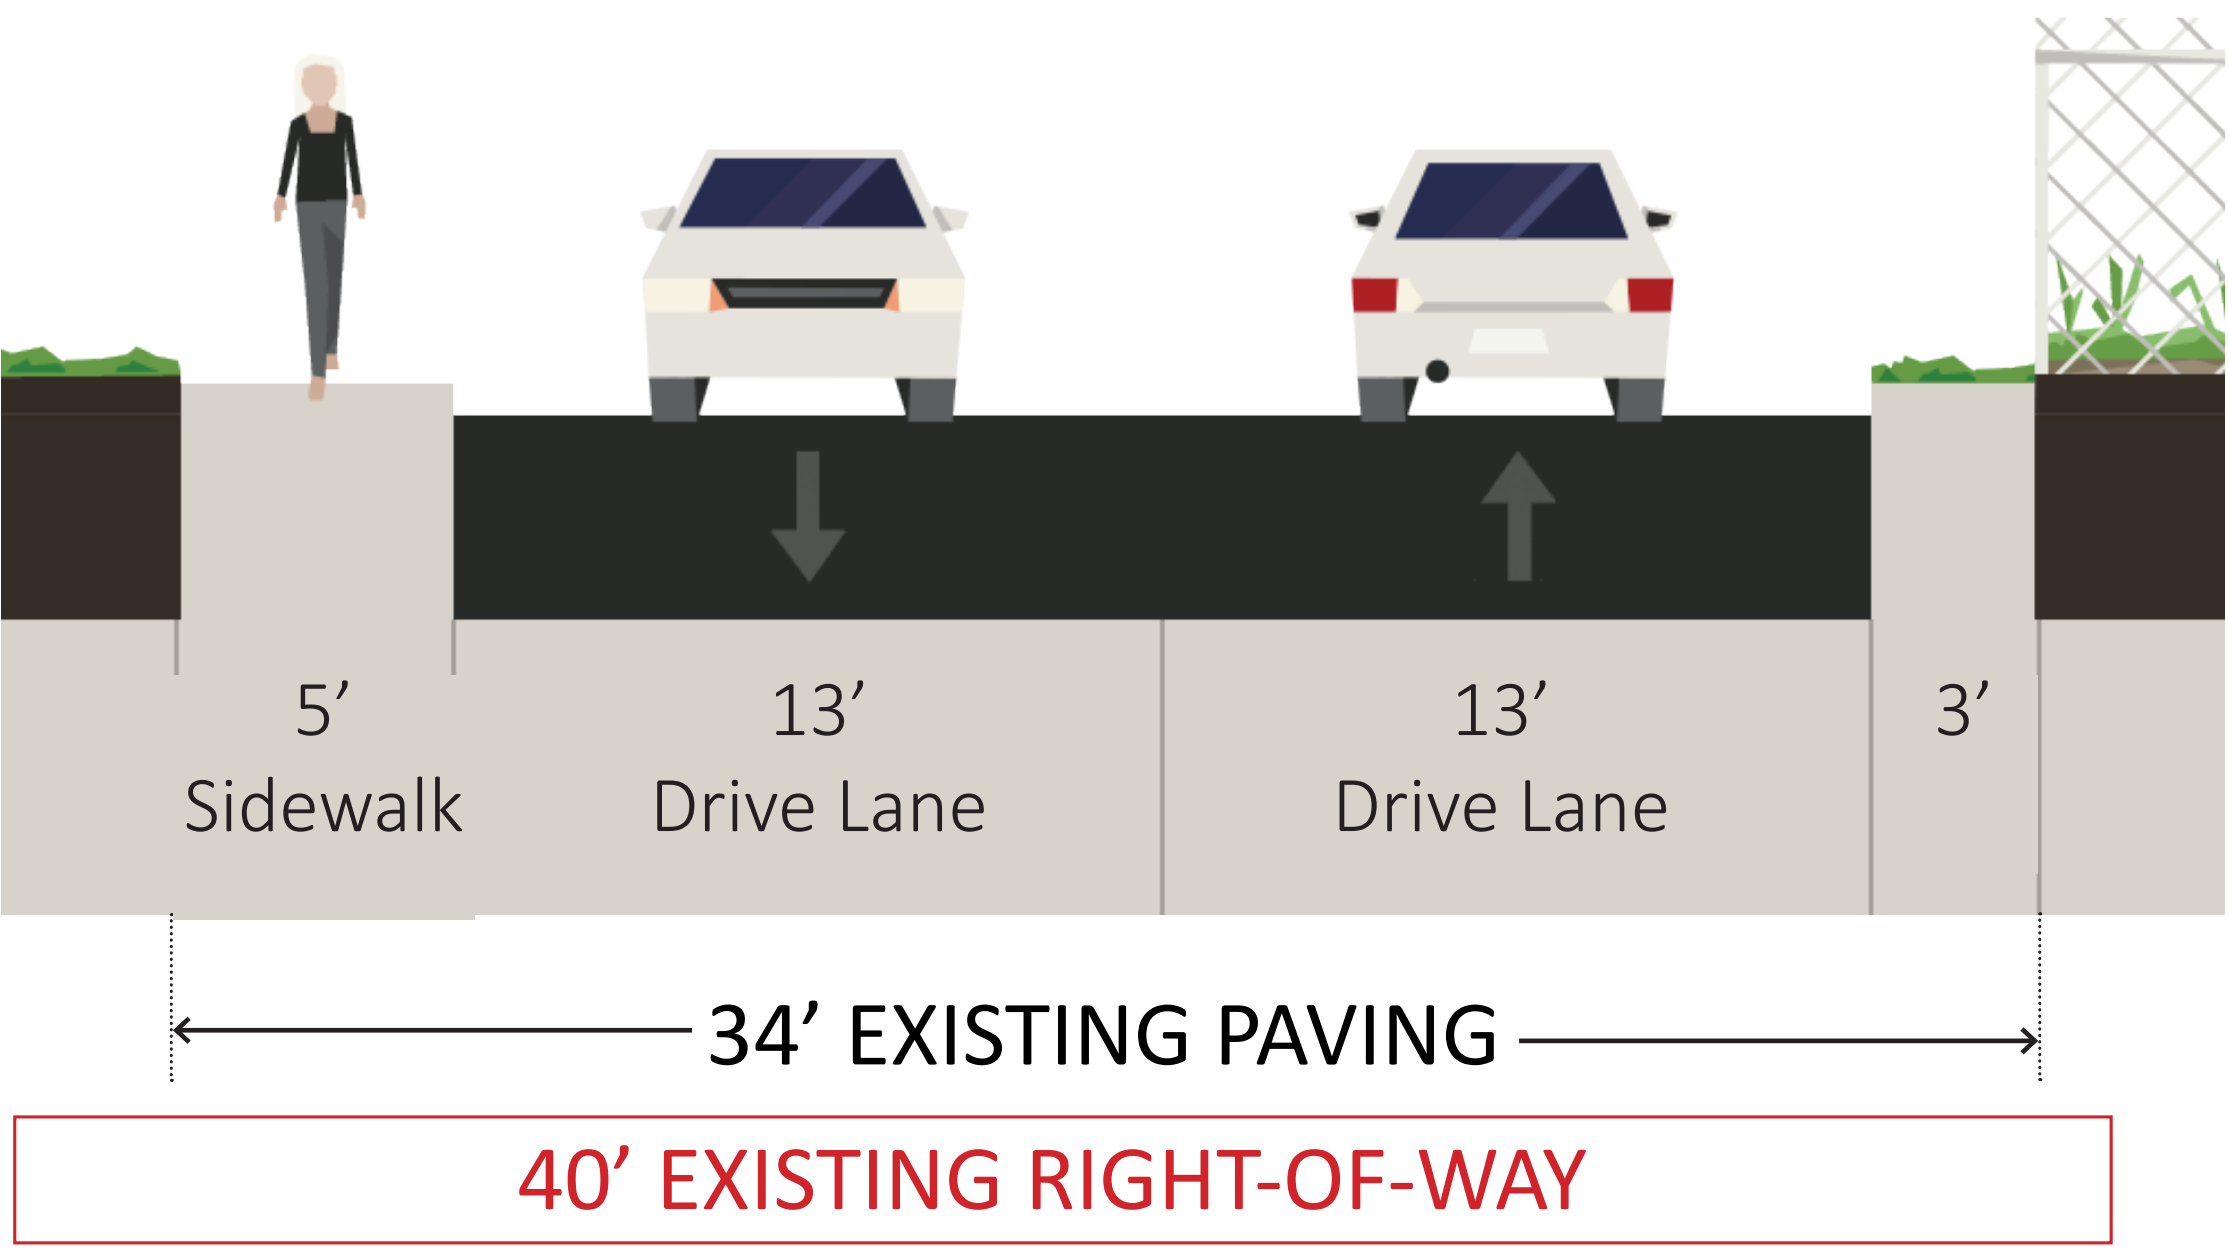 5’
Sidewalk
13’
Drive Lane
13’
Drive Lane
3’
34’ EXISTING PAVING
40’ EXISTING RIGHT-OF-WAY